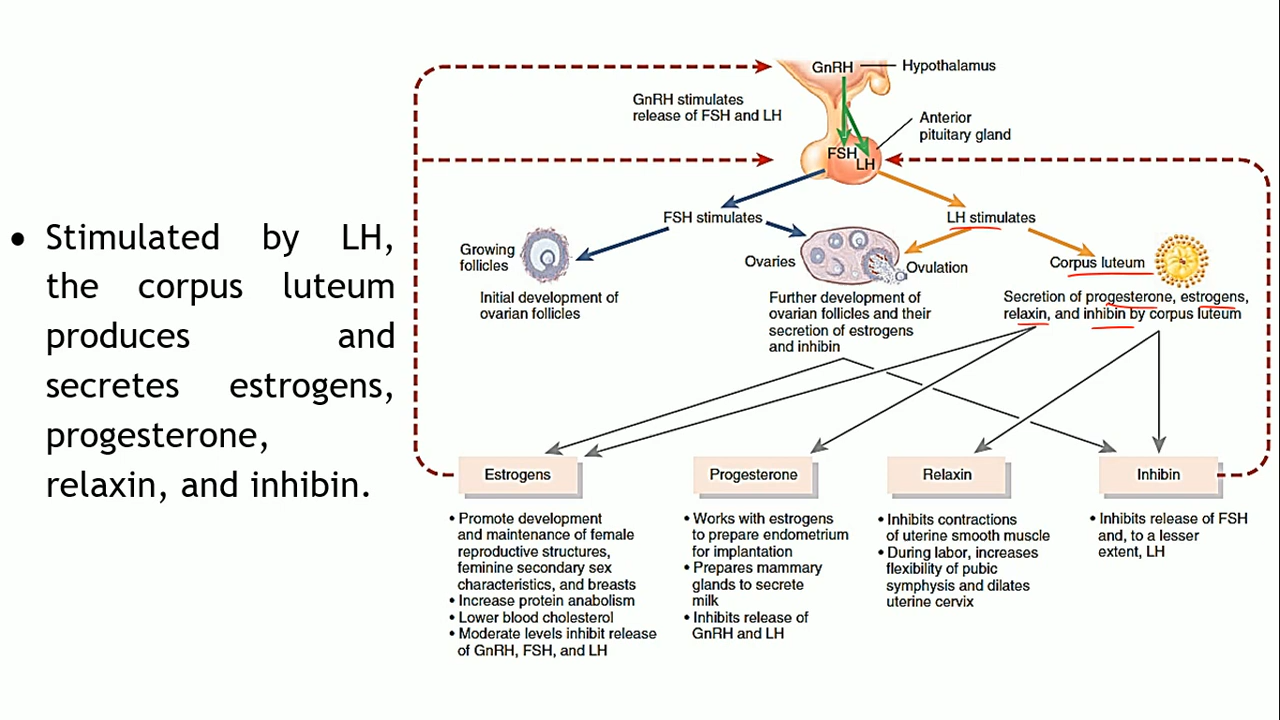 • Stimulated by LH,
the corpus luteum
produces and
secretes estrogens,
progesterone,
relaxin, and inhibin.
GnRH
Hypothalamus
GnRH stimulates
release of FSH and LH
Anterior
pituitary gland
FSH
LH
FSH stimulates
LH stimulates
Growing
follicles
Ovaries
Ovulation
Corpus luteum
Initial development of
ovarian follicles
Further development of
ovarian follicles and their
secretion of estrogens
and inhibin
Secretion of progesterone, estrogens,
relaxin, and inhibin by corpus luteum
Estrogens
• Promote development
and maintenance of female
reproductive structures,
feminine secondary sex
characteristics, and breasts
• Increase protein anabolism
• Lower blood cholesterol
• Moderate levels inhibit release
of GnRH, FSH, and LH
Progesterone
• Works with estrogens
to prepare endometrium
for implantation
• Prepares mammary
glands to secrete
milk
• Inhibits release of
GnRH and LH
Relaxin
• Inhibits contractions
of uterine smooth muscle
• During labor, increases
flexibility of pubic
symphysis and dilates
uterine cervix
Inhibin
• Inhibits release of FSH
and, to a lesser
extent, LH